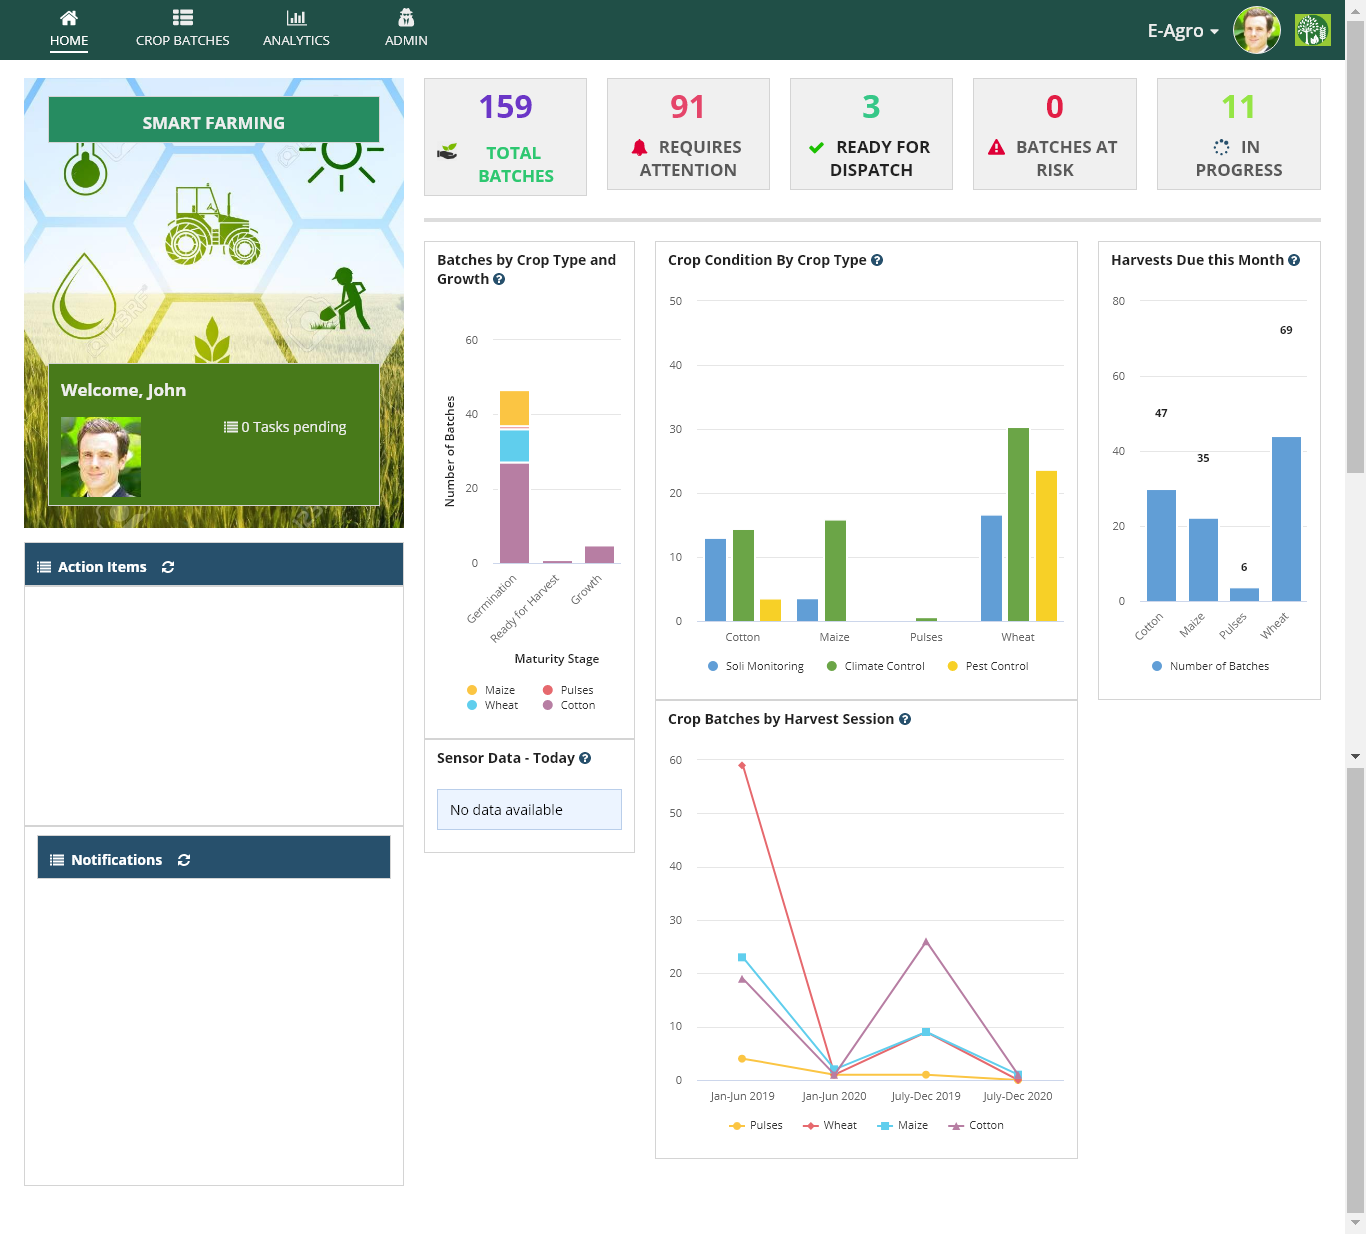 HOME
CROP BATCHES
ANALYTICS
ADMIN
E-Agro
SMART FARMING
Welcome, John
0 Tasks pending
Action Items
Notifications
159
TOTAL
BATCHES
91
REQUIRES
ATTENTION
3
READY FOR
DISPATCH
0
BATCHES AT
RISK
11
IN
PROGRESS
Batches by Crop Type and
Growth
60
40
20
0
Number of Batches
Germination
Ready for Harvest
Growth
Maturity Stage
Maize
Pulses
Wheat
Cotton
Sensor Data - Today
No data available
Crop Condition By Crop Type
50
40
30
20
10
0
Cotton
Maize
Pulses
Wheat
Soli Monitoring
Climate Control
Pest Control
Crop Batches by Harvest Session
60
50
40
30
20
10
0
Jan-Jun 2019
Jan-Jun 2020
July-Dec 2019
July-Dec 2020
Pulses
Wheat
Maize
Cotton
Harvests Due this Month
80
60
40
20
0
47
35
6
69
Cotton
Maize
Pulses
Wheat
Number of Batches